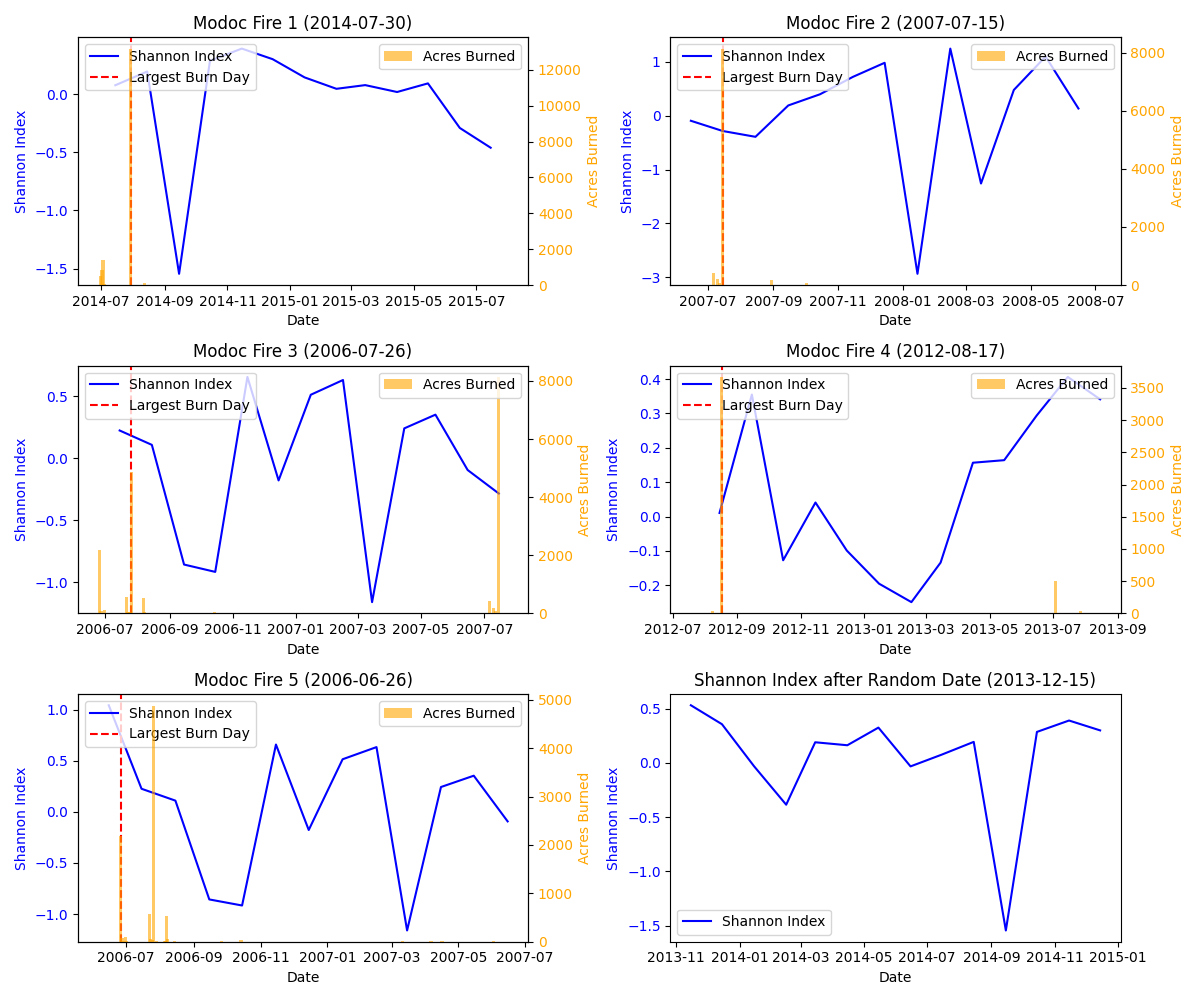 Modoc Fire 1 (2014-07-30)
Shannon Index
Largest Burn Day
Acres Burned
0.0
−0.5
−1.0
−1.5
Shannon Index
12000
10000
8000
6000
4000
2000
0
Acres Burned
2014-07 2014-09 2014-11 2015-01 2015-03 2015-05 2015-07
Date
Modoc Fire 2 (2007-07-15)
Shannon Index
Largest Burn Day
Acres Burned
1
0
−1
−2
−3
Shannon Index
8000
6000
4000
2000
0
Acres Burned
2007-07 2007-09 2007-11 2008-01 2008-03 2008-05 2008-07
Date
Modoc Fire 3 (2006-07-26)
Shannon Index
Largest Burn Day
Acres Burned
0.5
0.0
−0.5
−1.0
Shannon Index
8000
6000
4000
2000
0
Acres Burned
2006-07 2006-09 2006-11 2007-01 2007-03 2007-05 2007-07
Date
Modoc Fire 4 (2012-08-17)
Shannon Index
Largest Burn Day
Acres Burned
0.4
0.3
0.2
0.1
0.0
−0.1
−0.2
Shannon Index
3500
3000
2500
2000
1500
1000
500
0
Acres Burned
2012-07 2012-09 2012-11 2013-01 2013-03 2013-05 2013-07 2013-09
Date
Modoc Fire 5 (2006-06-26)
Shannon Index
Largest Burn Day
Acres Burned
1.0
0.5
0.0
−0.5
−1.0
Shannon Index
5000
4000
3000
2000
1000
0
Acres Burned
2006-07 2006-09 2006-11 2007-01 2007-03 2007-05 2007-07
Date
Shannon Index after Random Date (2013-12-15)
0.5
0.0
−0.5
−1.0
−1.5
Shannon Index
Shannon Index
2013-11 2014-01 2014-03 2014-05 2014-07 2014-09 2014-11 2015-01
Date